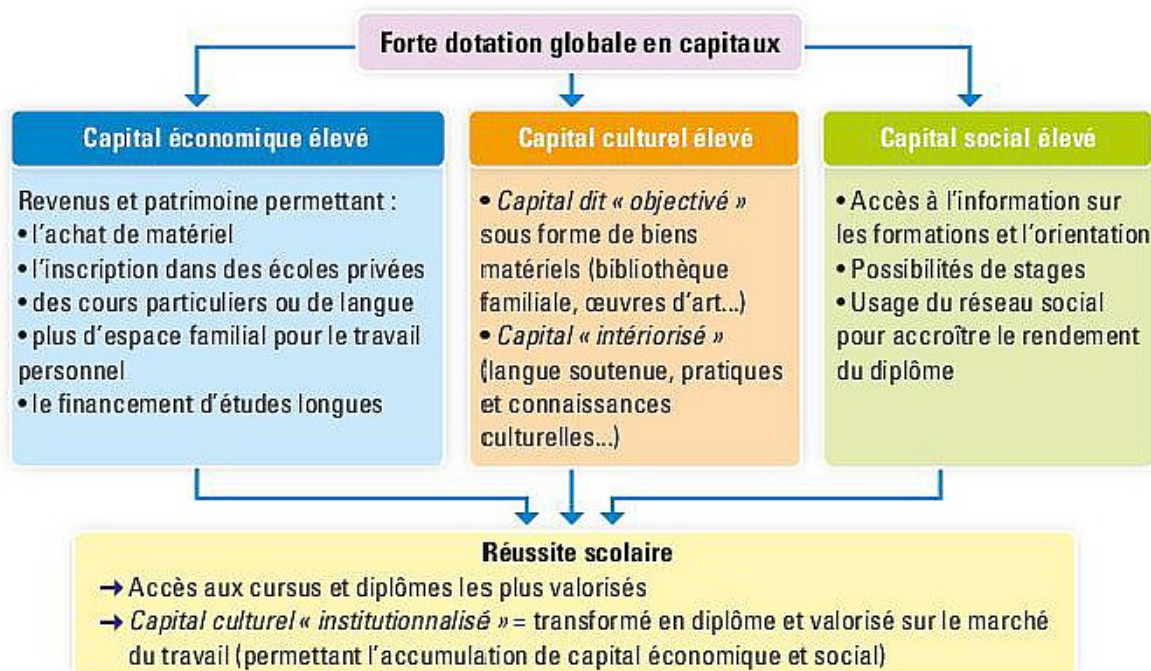 Forte dotation globale en capitaux
Capital économique élevé
Revenus et patrimoine permettant :
• l'achat de matériel
• l'inscription dans des écoles privées
• des cours particuliers ou de langue
• plus d'espace familial pour le travail
personnel
• le financement d'études longues
Capital culturel élevé
• Capital dit « objectivé »
sous forme de biens
matériels (bibliothèque
familiale, œuvres d'art...)
• Capital « intériorisé »
(langue soutenue, pratiques
et connaissances
culturelles...)
Capital social élevé
• Accès à l'information sur
les formations et l'orientation
• Possibilités de stages
• Usage du réseau social
pour accroître le rendement
du diplôme
Réussite scolaire
→ Accès aux cursus et diplômes les plus valorisés
→ Capital culturel « institutionnalisé » = transformé en diplôme et valorisé sur le marché
du travail (permettant l'accumulation de capital économique et social)